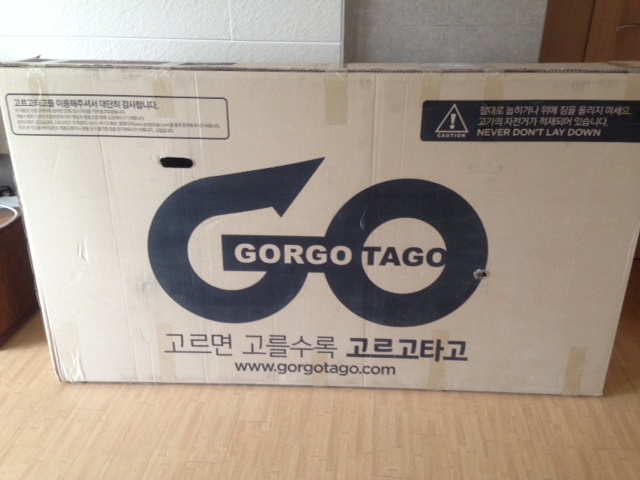 고르고타고를 이용해주셔서 대단히 감사합니다.
CAUTION
절대로 눕히거나 위에 짐을 올리지 마세요.
고가의 자전거가 적재되어 있습니다.
NEVER DON'T LAY DOWN
GO
GORGO TAGO
고르면 고를수록 고르고타고
www.gorgotago.com